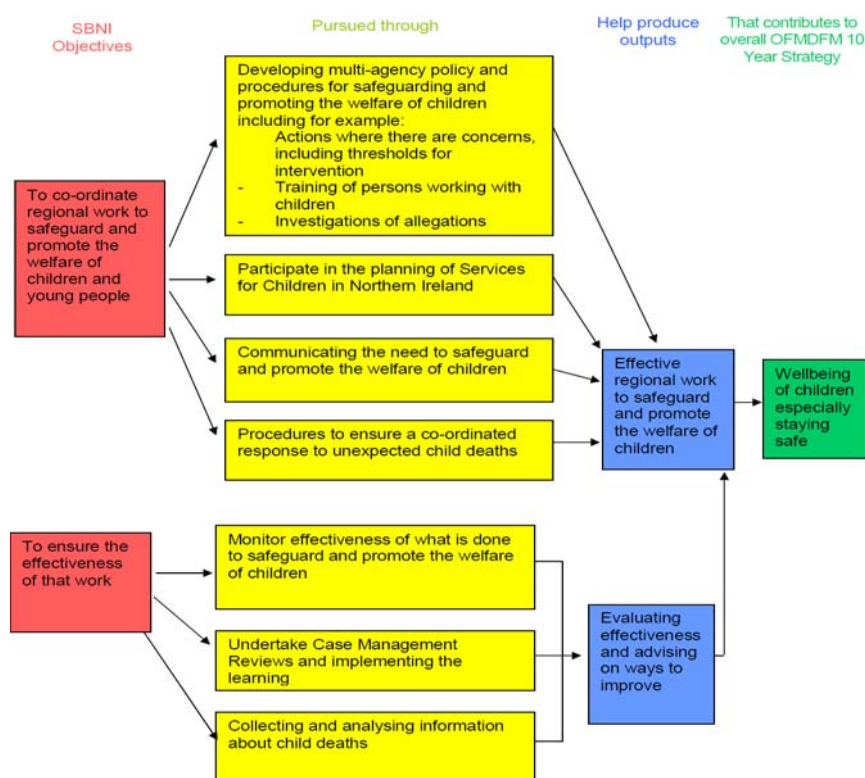 SBNI
Objectives
Pursued through
Help produce
outputs
That contributes to
overall OFMDFM 10
Year Strategy
To co-ordinate
regional work to
safeguard and
promote the
welfare of
children and
young people
Developing multi-agency policy and
procedures for safeguarding and
promoting the welfare of children
including for example:
Actions where there are concerns,
including thresholds for
intervention
- Training of persons working with
children
- Investigations of allegations
Participate in the planning of Services
for Children in Northern Ireland
Communicating the need to safeguard
and promote the welfare of children
Procedures to ensure a co-ordinated
response to unexpected child deaths
Effective
regional work
to safeguard
and promote
the welfare of
children
Wellbeing
of children
especially
staying
safe
To ensure the
effectiveness
of that work
Monitor effectiveness of what is done
to safeguard and promote the welfare
of children
Undertake Case Management
Reviews and implementing the
learning
Collecting and analysing information
about child deaths
Evaluating
effectiveness
and advising
on ways to
improve